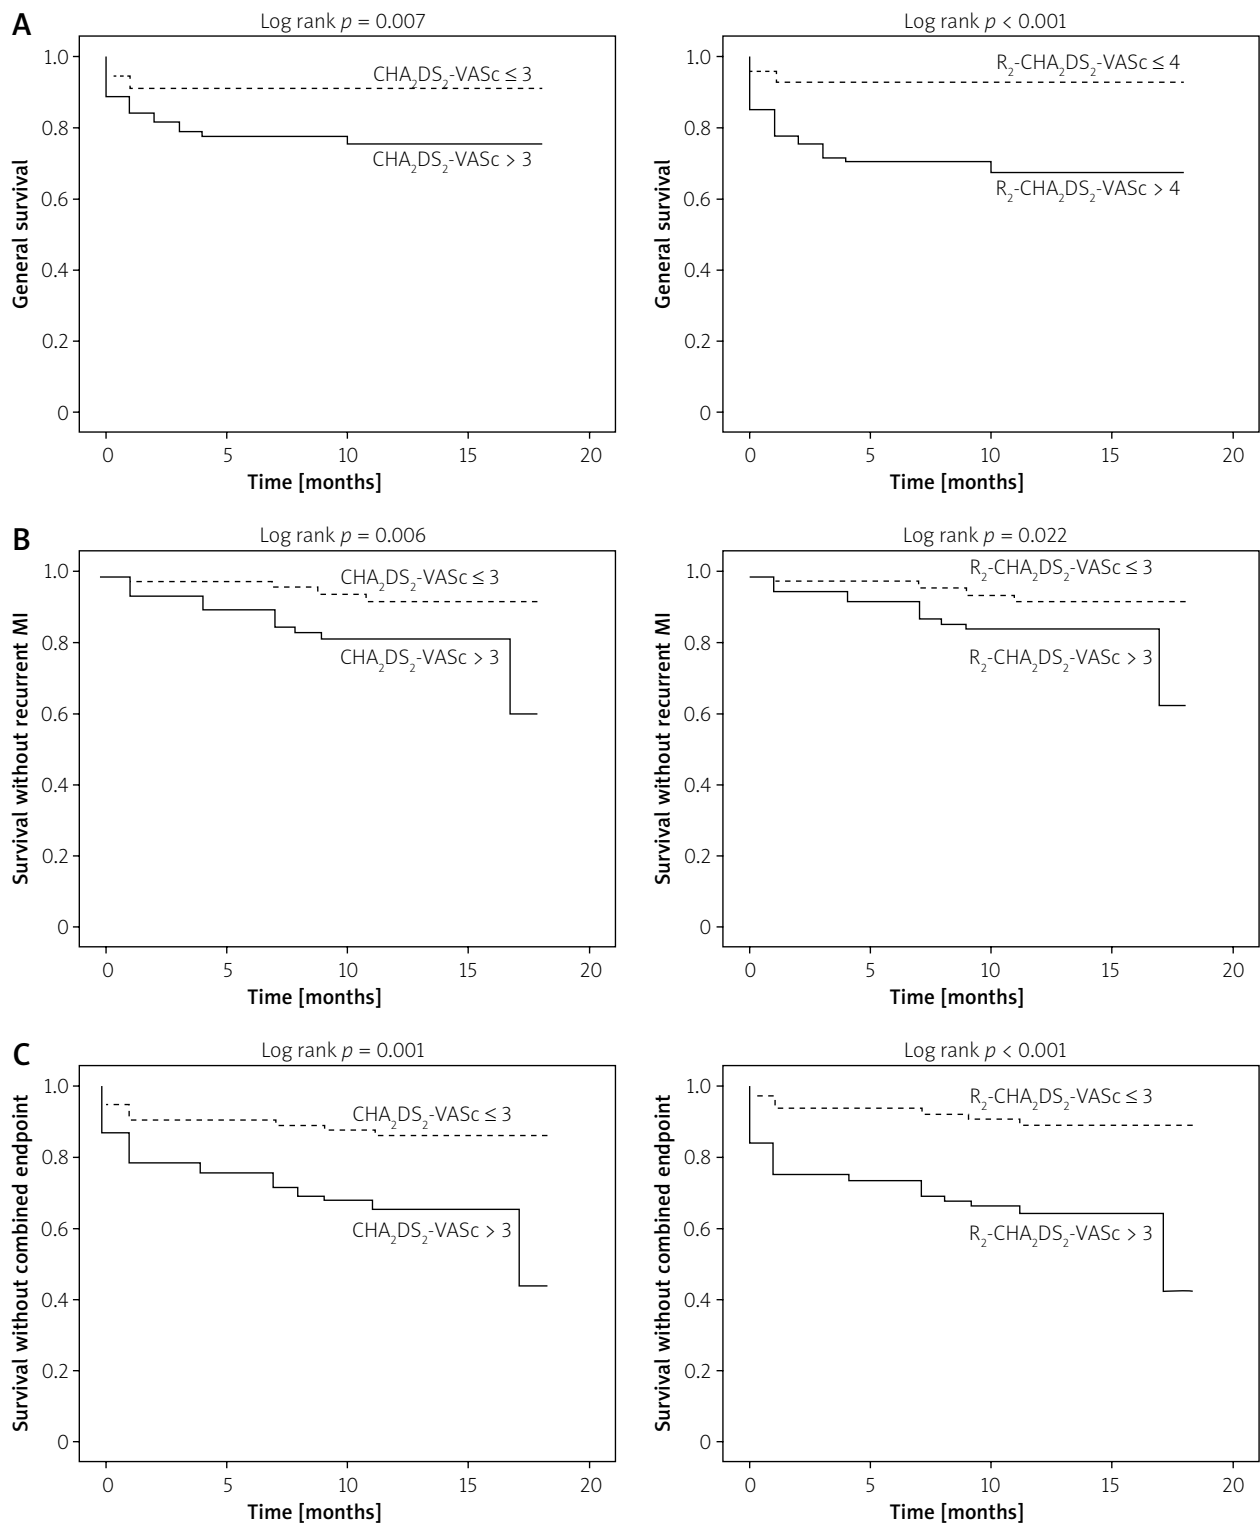 A
Log rank p = 0.007
General survival
1.0
0.8
0.6
0.4
0.2
0
CHA₂DS₂-VASc ≤ 3
CHA₂DS₂-VASc > 3
0 5 10 15 20
Time [months]
Log rank p < 0.001
General survival
1.0
0.8
0.6
0.4
0.2
0
R₂-CHA₂DS₂-VASc ≤ 4
R₂-CHA₂DS₂-VASc > 4
0 5 10 15 20
Time [months]
B
Log rank p = 0.006
Survival without recurrent MI
1.0
0.8
0.6
0.4
0.2
0
CHA₂DS₂-VASc ≤ 3
CHA₂DS₂-VASc > 3
0 5 10 15 20
Time [months]
Log rank p = 0.022
Survival without recurrent MI
1.0
0.8
0.6
0.4
0.2
0
R₂-CHA₂DS₂-VASc ≤ 3
R₂-CHA₂DS₂-VASc > 3
0 5 10 15 20
Time [months]
C
Log rank p = 0.001
Survival without combined endpoint
1.0
0.8
0.6
0.4
0.2
0
CHA₂DS₂-VASc ≤ 3
CHA₂DS₂-VASc > 3
0 5 10 15 20
Time [months]
Log rank p < 0.001
Survival without combined endpoint
1.0
0.8
0.6
0.4
0.2
0
R₂-CHA₂DS₂-VASc ≤ 3
R₂-CHA₂DS₂-VASc > 3
0 5 10 15 20
Time [months]